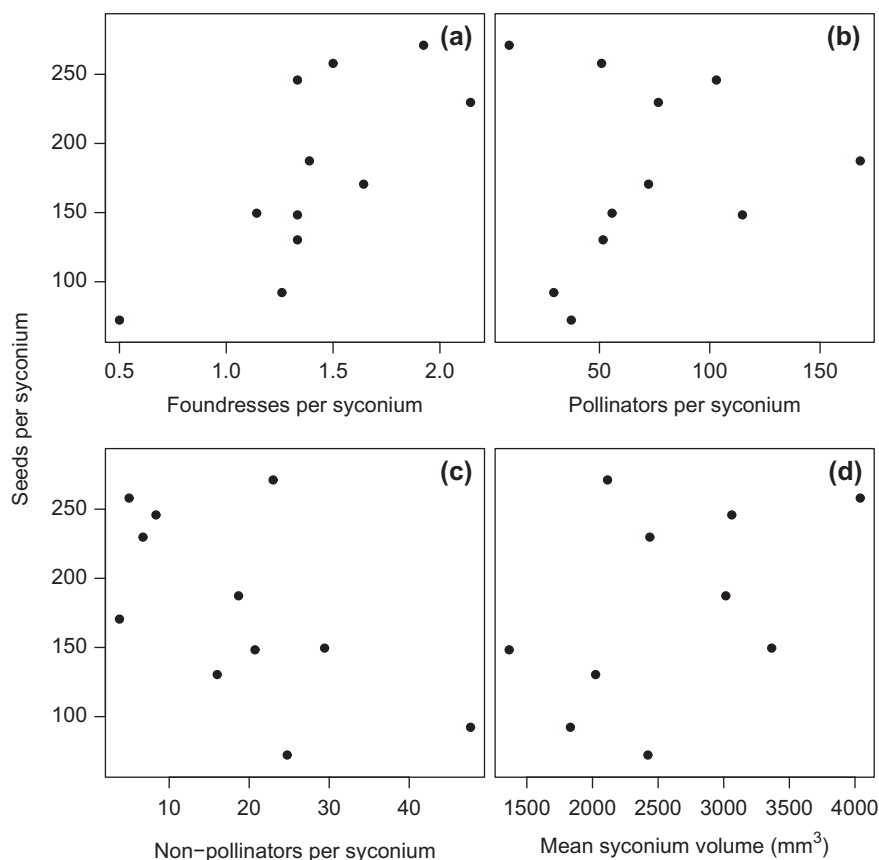 (a)
(b)
250
200
150
100
0.5 1.0 1.5 2.0
50 100 150
Foundresses per syconium
Pollinators per syconium
Seeds per syconium
(c)
(d)
250
200
150
100
10 20 30 40
1500 2000 2500 3000 3500 4000
Non−pollinators per syconium
Mean syconium volume (mm³)